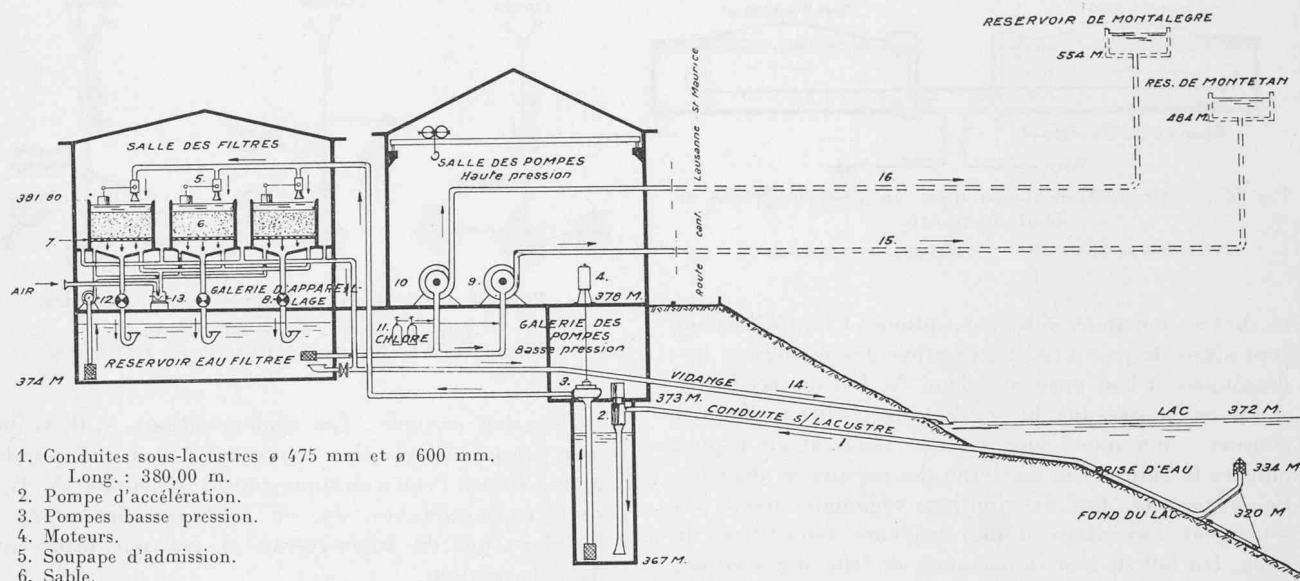 RESERVOIR DE MONTALEGRE
554 M.
RES. DE MONTETAN
484 M.
SALLE DES FILTRES
SALLE DES POMPES
Haute pression
Route cant. Lausanne St Maurice
5.
16
381 80
6.
7.
15.
4.
10
9.
AIR
12.
13.
GALERIE D'APPAREIL-
LAGE
8.
378 M.
11.
CHLORE
GALERIE DES
POMPES
Basse pression
RESERVOIR EAU FILTREE
374 M
3.
VIDANGE 14.
373 M.
LAC 372 M.
2.
CONDUITE S/LACUSTRE
1.
PRISE D'EAU
334 M
FOND DU LAC
320 M
367 M.
1. Conduites sous-lacustres ø 475 mm et ø 600 mm.
Long. : 380,00 m.
2. Pompe d'accélération.
3. Pompes basse pression.
4. Moteurs.
5. Soupape d'admission.
6. Sable.